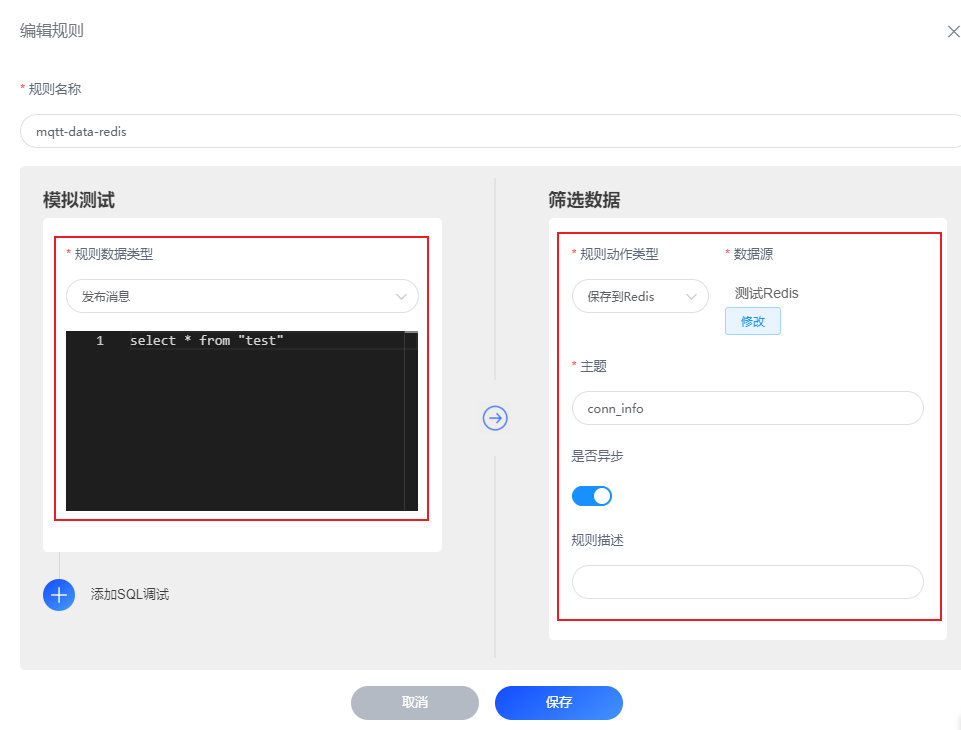 编辑规则
* 规则名称
mqtt-data-redis
模拟测试
* 规则数据类型
发布消息
1 select * from "test"
添加SQL调试
筛选数据
* 规则动作类型 * 数据源
保存到Redis 测试Redis
修改
* 主题
conn_info
是否异步
规则描述
取消 保存